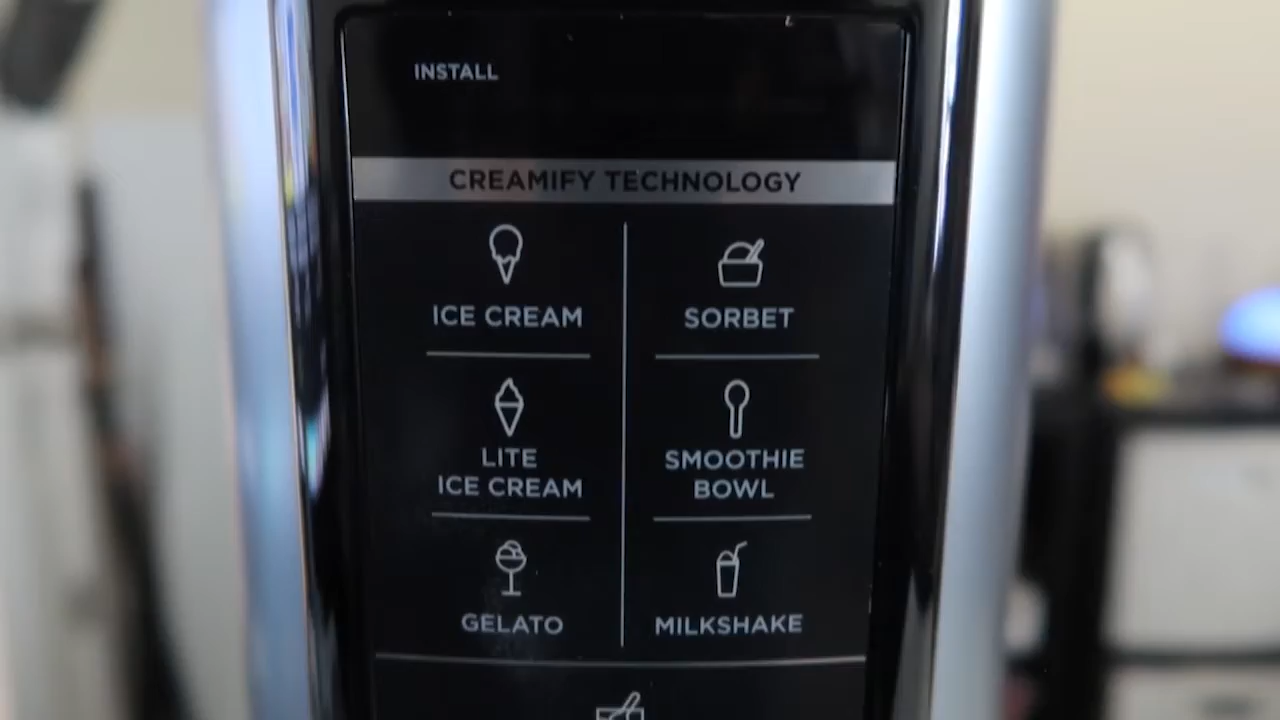 INSTALL
CREAMIFY TECHNOLOGY
ICE CREAM
SORBET
LITE
ICE CREAM
SMOOTHIE
BOWL
GELATO
MILKSHAKE